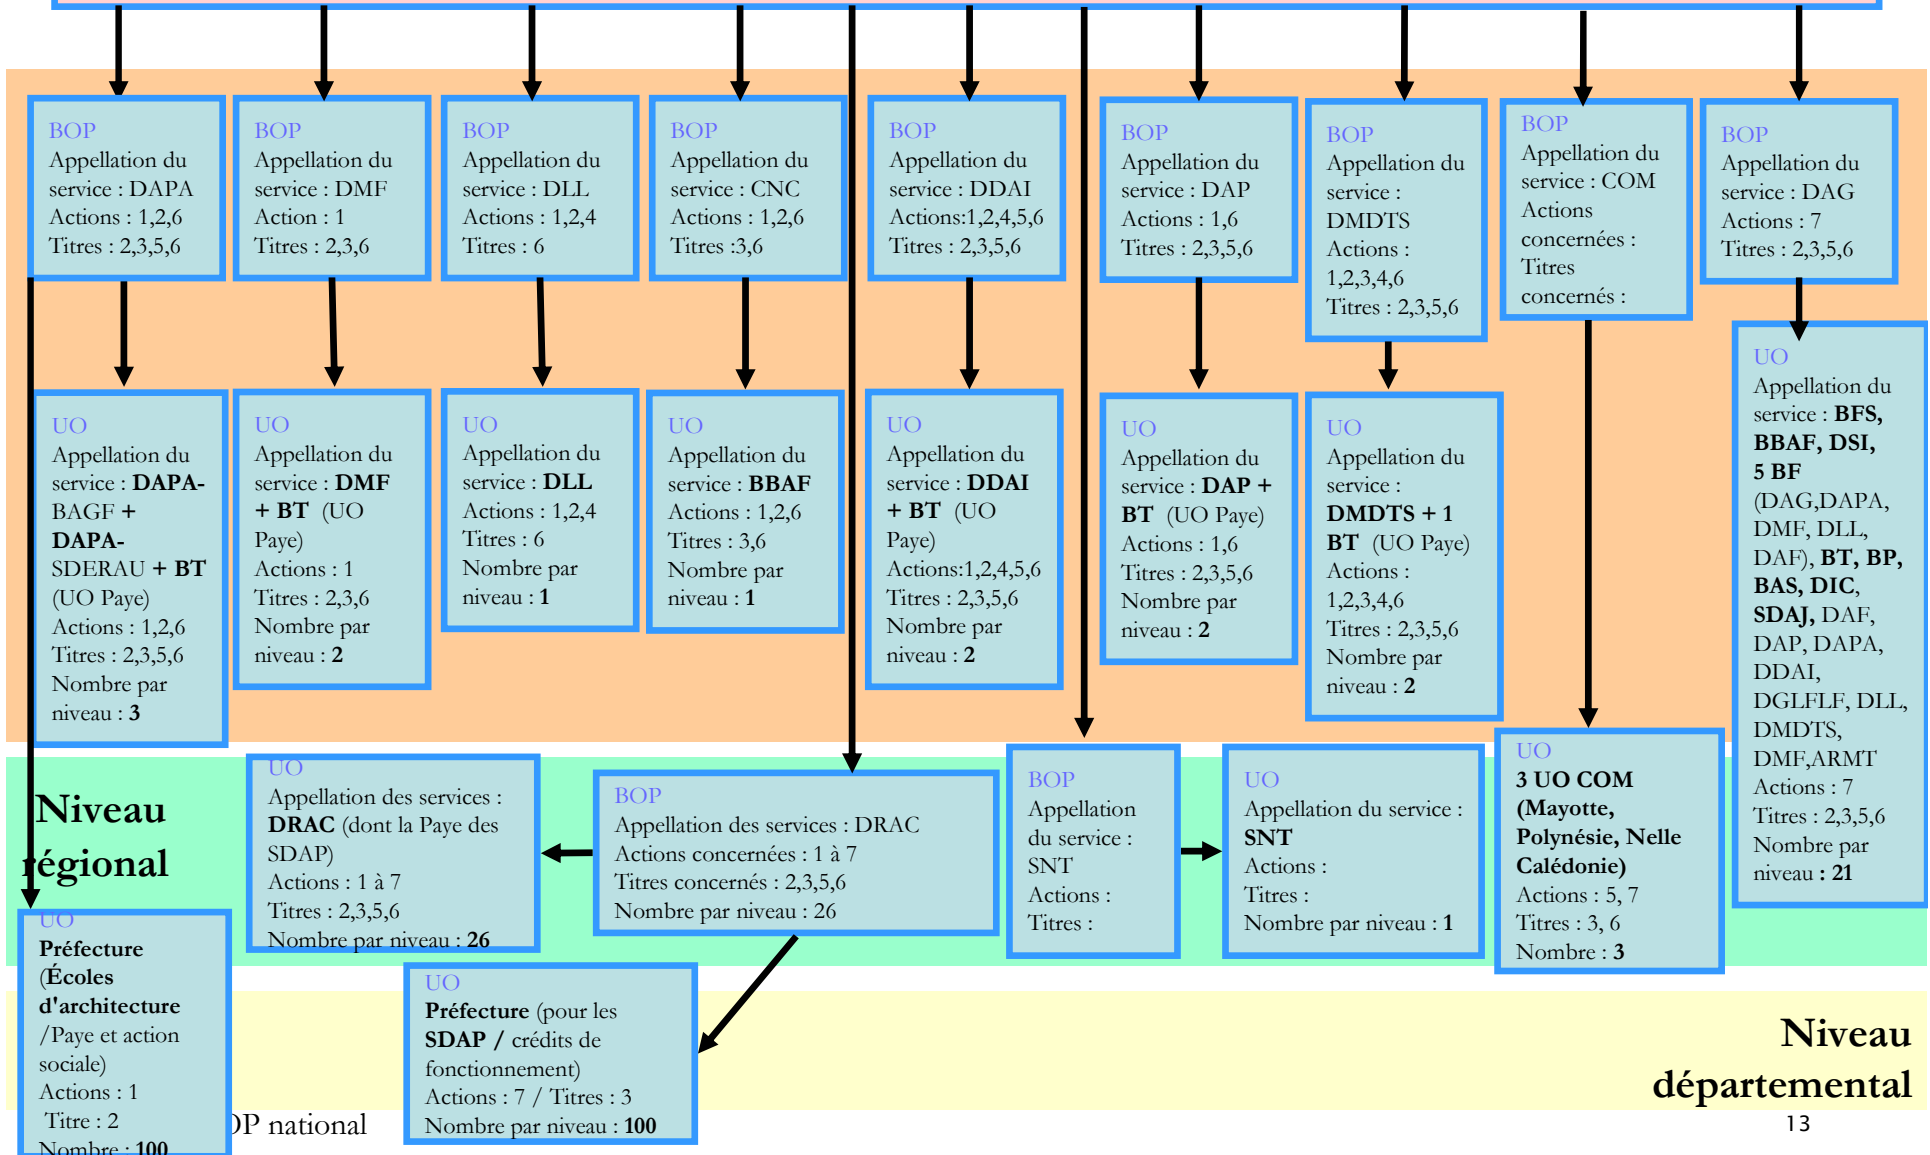 BOP
Appellation du
service : DAPA
Actions : 1,2,6
Titres : 2,3,5,6
BOP
Appellation du
service : DMF
Action : 1
Titres : 2,3,6
BOP
Appellation du
service : DLL
Actions : 1,2,4
Titres : 6
BOP
Appellation du
service : CNC
Actions : 1,2,6
Titres :3,6
BOP
Appellation du
service : DDAI
Actions:1,2,4,5,6
Titres : 2,3,5,6
BOP
Appellation du
service : DAP
Actions : 1,6
Titres : 2,3,5,6
BOP
Appellation du
service :
DMDTS
Actions :
1,2,3,4,6
Titres : 2,3,5,6
BOP
Appellation du
service : COM
Actions
concernées :
Titres
concernés :
BOP
Appellation du
service : DAG
Actions : 7
Titres : 2,3,5,6
UO
Appellation du
service : DAPA-
BAGF +
DAPA-
SDERAU + BT
(UO Paye)
Actions : 1,2,6
Titres : 2,3,5,6
Nombre par
niveau : 3
UO
Appellation du
service : DMF
+ BT (UO
Paye)
Actions : 1
Titres : 2,3,6
Nombre par
niveau : 2
UO
Appellation du
service : DLL
Actions : 1,2,4
Titres : 6
Nombre par
niveau : 1
UO
Appellation du
service : BBAF
Actions : 1,2,6
Titres : 3,6
Nombre par
niveau : 1
UO
Appellation du
service : DDAI
+ BT (UO
Paye)
Actions:1,2,4,5,6
Titres : 2,3,5,6
Nombre par
niveau : 2
UO
Appellation du
service : DAP +
BT (UO Paye)
Actions : 1,6
Titres : 2,3,5,6
Nombre par
niveau : 2
UO
Appellation du
service :
DMDTS + 1
BT (UO Paye)
Actions :
1,2,3,4,6
Titres : 2,3,5,6
Nombre par
niveau : 2
UO
Appellation du
service : BFS,
BBAF, DSI,
5 BF
(DAG,DAPA,
DMF, DLL,
DAF), BT, BP,
BAS, DIC,
SDAJ, DAF,
DAP, DAPA,
DDAI,
DGLFLF, DLL,
DMDTS,
DMF,ARMT
Actions : 7
Titres : 2,3,5,6
Nombre par
niveau : 21
Niveau
régional
UO
Appellation des services :
DRAC (dont la Paye des
SDAP)
Actions : 1 à 7
Titres : 2,3,5,6
Nombre par niveau : 26
BOP
Appellation des services : DRAC
Actions concernées : 1 à 7
Titres concernés : 2,3,5,6
Nombre par niveau : 26
BOP
Appellation
du service :
SNT
Actions :
Titres :
UO
Appellation du service :
SNT
Actions :
Titres :
Nombre par niveau : 1
UO
3 UO COM
(Mayotte,
Polynésie, Nelle
Calédonie)
Actions : 5, 7
Titres : 3, 6
Nombre : 3
UO
Préfecture
(Écoles
d'architecture
/Paye et action
sociale)
Actions : 1
Titre : 2
Nombre : 100
UO
Préfecture (pour les
SDAP / crédits de
fonctionnement)
Actions : 7 / Titres : 3
Nombre par niveau : 100
Niveau
départemental
OP national
13